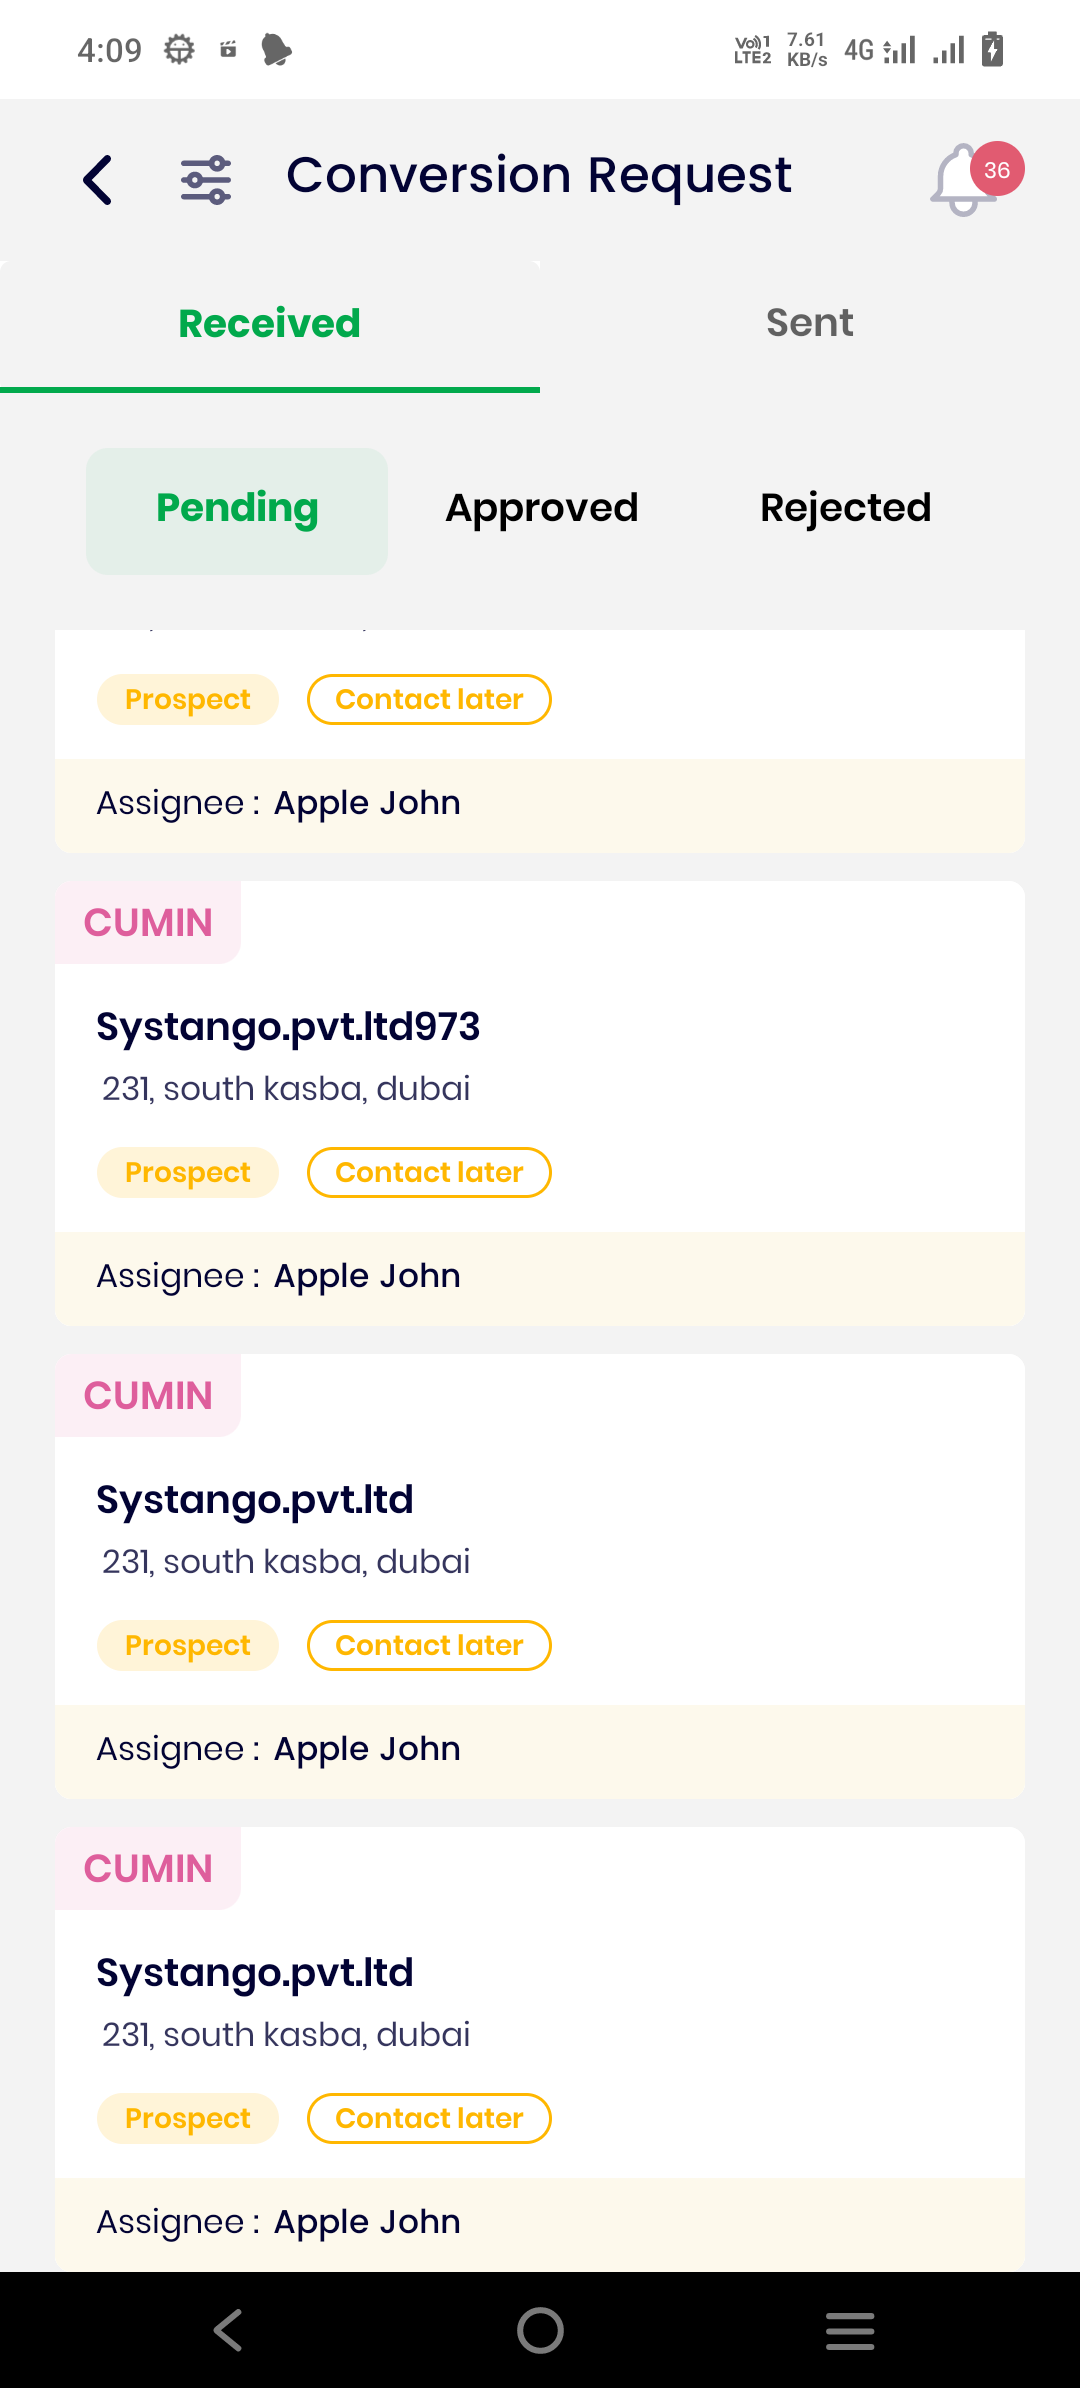 4:09
Vo))1 7.61 4G
LTE2 KB/s
Conversion Request
36
Received Sent
Pending Approved Rejected
Prospect Contact later
Assignee : Apple John
CUMIN
Systango.pvt.ltd973
231, south kasba, dubai
Prospect Contact later
Assignee : Apple John
CUMIN
Systango.pvt.ltd
231, south kasba, dubai
Prospect Contact later
Assignee : Apple John
CUMIN
Systango.pvt.ltd
231, south kasba, dubai
Prospect Contact later
Assignee : Apple John